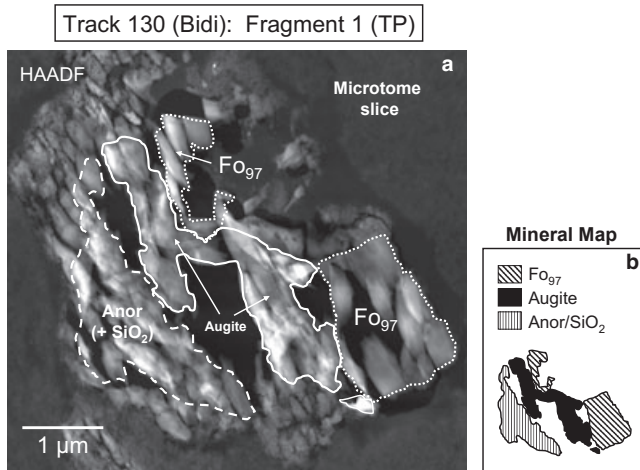 Track 130 (Bidi): Fragment 1 (TP)
HAADF
a
Microtome
slice
Fo97
Fo97
Augite
Anor
(+ SiO2)
1 µm
Mineral Map
b
Fo97
Augite
Anor/SiO2